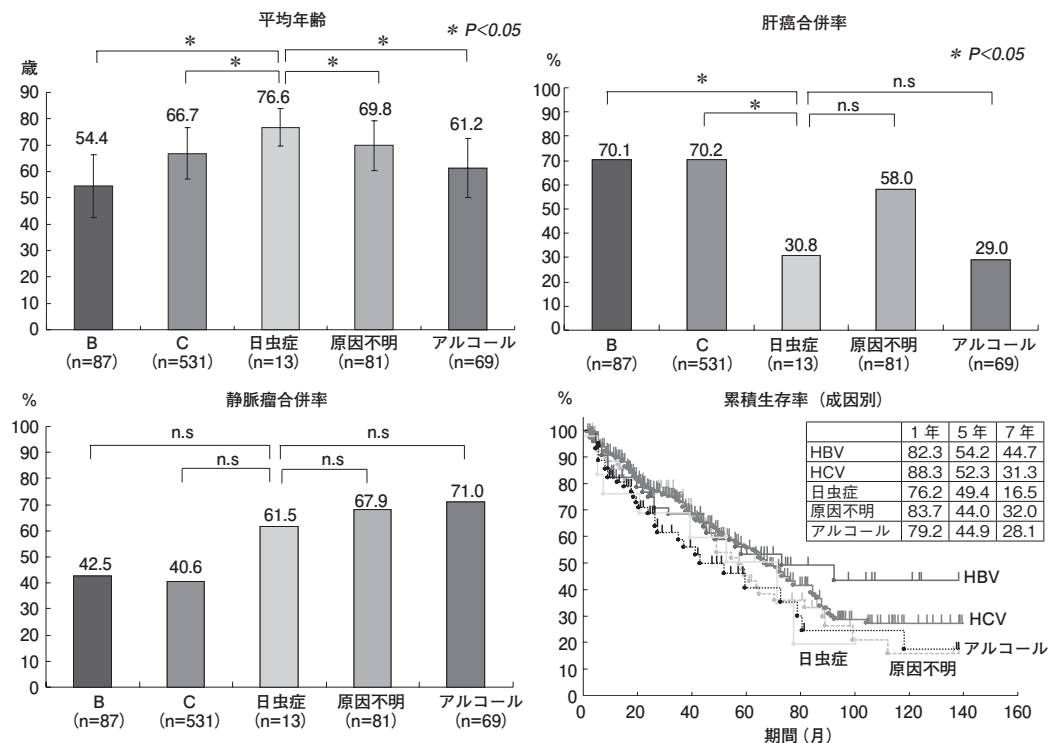 平均年齢
* P<0.05
歳
* *
* *
90
80
70
60
50
40
30
20
10
0
54.4 66.7 76.6 69.8 61.2
B C 日虫症 原因不明 アルコール
(n=87) (n=531) (n=13) (n=81) (n=69)
肝癌合併率
* P<0.05
%
* n.s
* n.s
100
90
80
70
60
50
40
30
20
10
0
70.1 70.2 30.8 58.0 29.0
B C 日虫症 原因不明 アルコール
(n=87) (n=531) (n=13) (n=81) (n=69)
静脈瘤合併率
%
n.s n.s
n.s n.s
100
90
80
70
60
50
40
30
20
10
0
42.5 40.6 61.5 67.9 71.0
B C 日虫症 原因不明 アルコール
(n=87) (n=531) (n=13) (n=81) (n=69)
累積生存率（成因別）
%
100
90
80
70
60
50
40
30
20
10
0
1 年 5 年 7 年
HBV 82.3 54.2 44.7
HCV 88.3 52.3 31.3
日虫症 76.2 49.4 16.5
原因不明 83.7 44.0 32.0
アルコール 79.2 44.9 28.1
HBV
HCV
アルコール
日虫症
原因不明
0 20 40 60 80 100 120 140 160
期間（月）